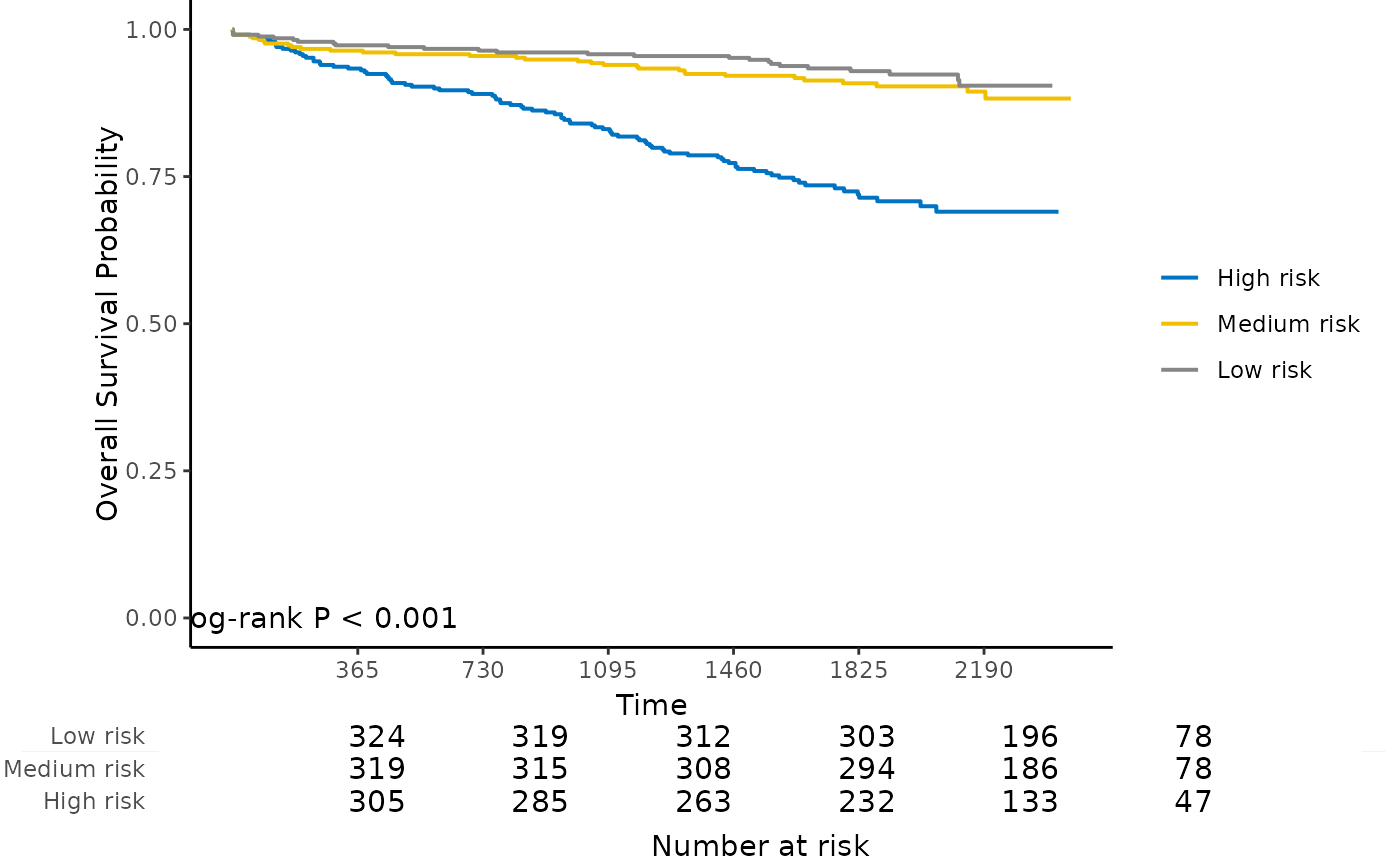 Overall Survival Probability
1.00
0.75
0.50
0.25
0.00
og-rank P < 0.001
365 730 1095 1460 1825 2190
Time
High risk
Medium risk
Low risk
Low risk 324 319 312 303 196 78
Medium risk 319 315 308 294 186 78
High risk 305 285 263 232 133 47
Number at risk